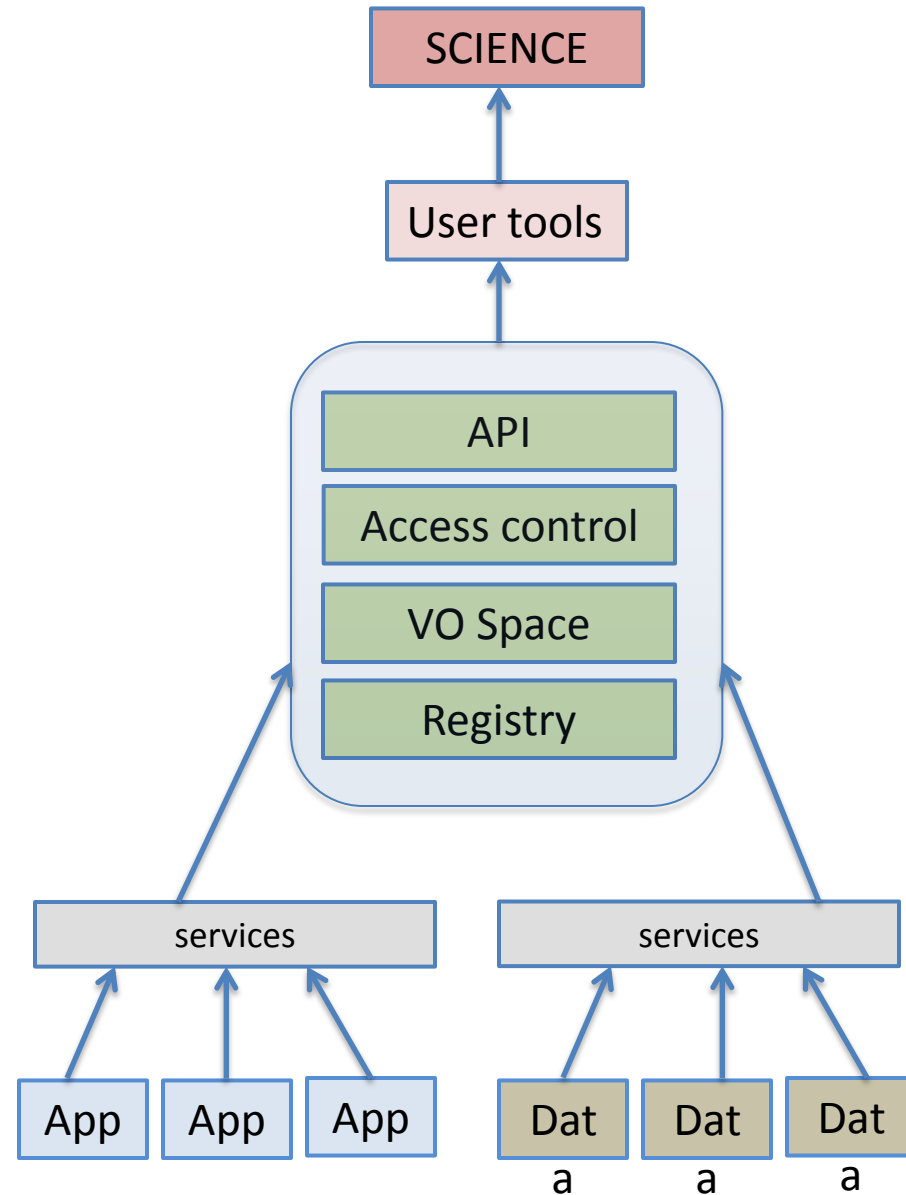 SCIENCE
User tools
API
Access control
VO Space
Registry
services
services
App
App
App
Dat
a
Dat
a
Dat
a